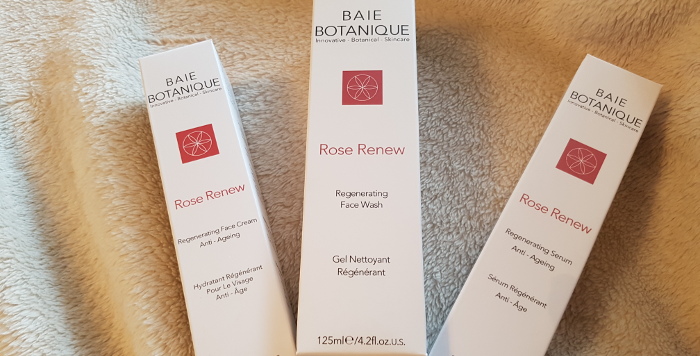 BAIE
BOTANIQUE
Innovative · Botanical · Skincare
Rose Renew
Regenerating Face Cream
Anti - Ageing
Hydratant Régénérant
Pour Le Visage
Anti - Âge
BAIE
BOTANIQUE
Innovative · Botanical · Skincare
Rose Renew
Regenerating
Face Wash
Gel Nettoyant
Régénérant
125ml℮/4.2fl.oz.U.S.
BAIE
BOTANIQUE
Innovative · Botanical · Skincare
Rose Renew
Regenerating Serum
Anti - Ageing
Sérum Régénérant
Anti - Âge